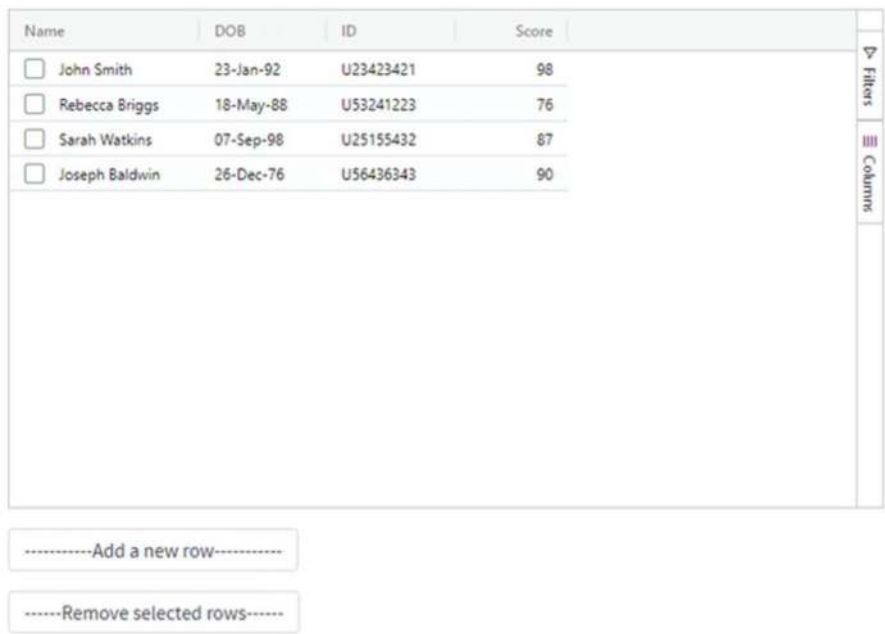 Name DOB ID Score
John Smith 23-Jan-92 U23423421 98
Rebecca Briggs 18-May-88 U53241223 76
Sarah Watkins 07-Sep-98 U25155432 87
Joseph Baldwin 26-Dec-76 U56436343 90
Filters
Columns
-----------Add a new row-----------
------Remove selected rows------